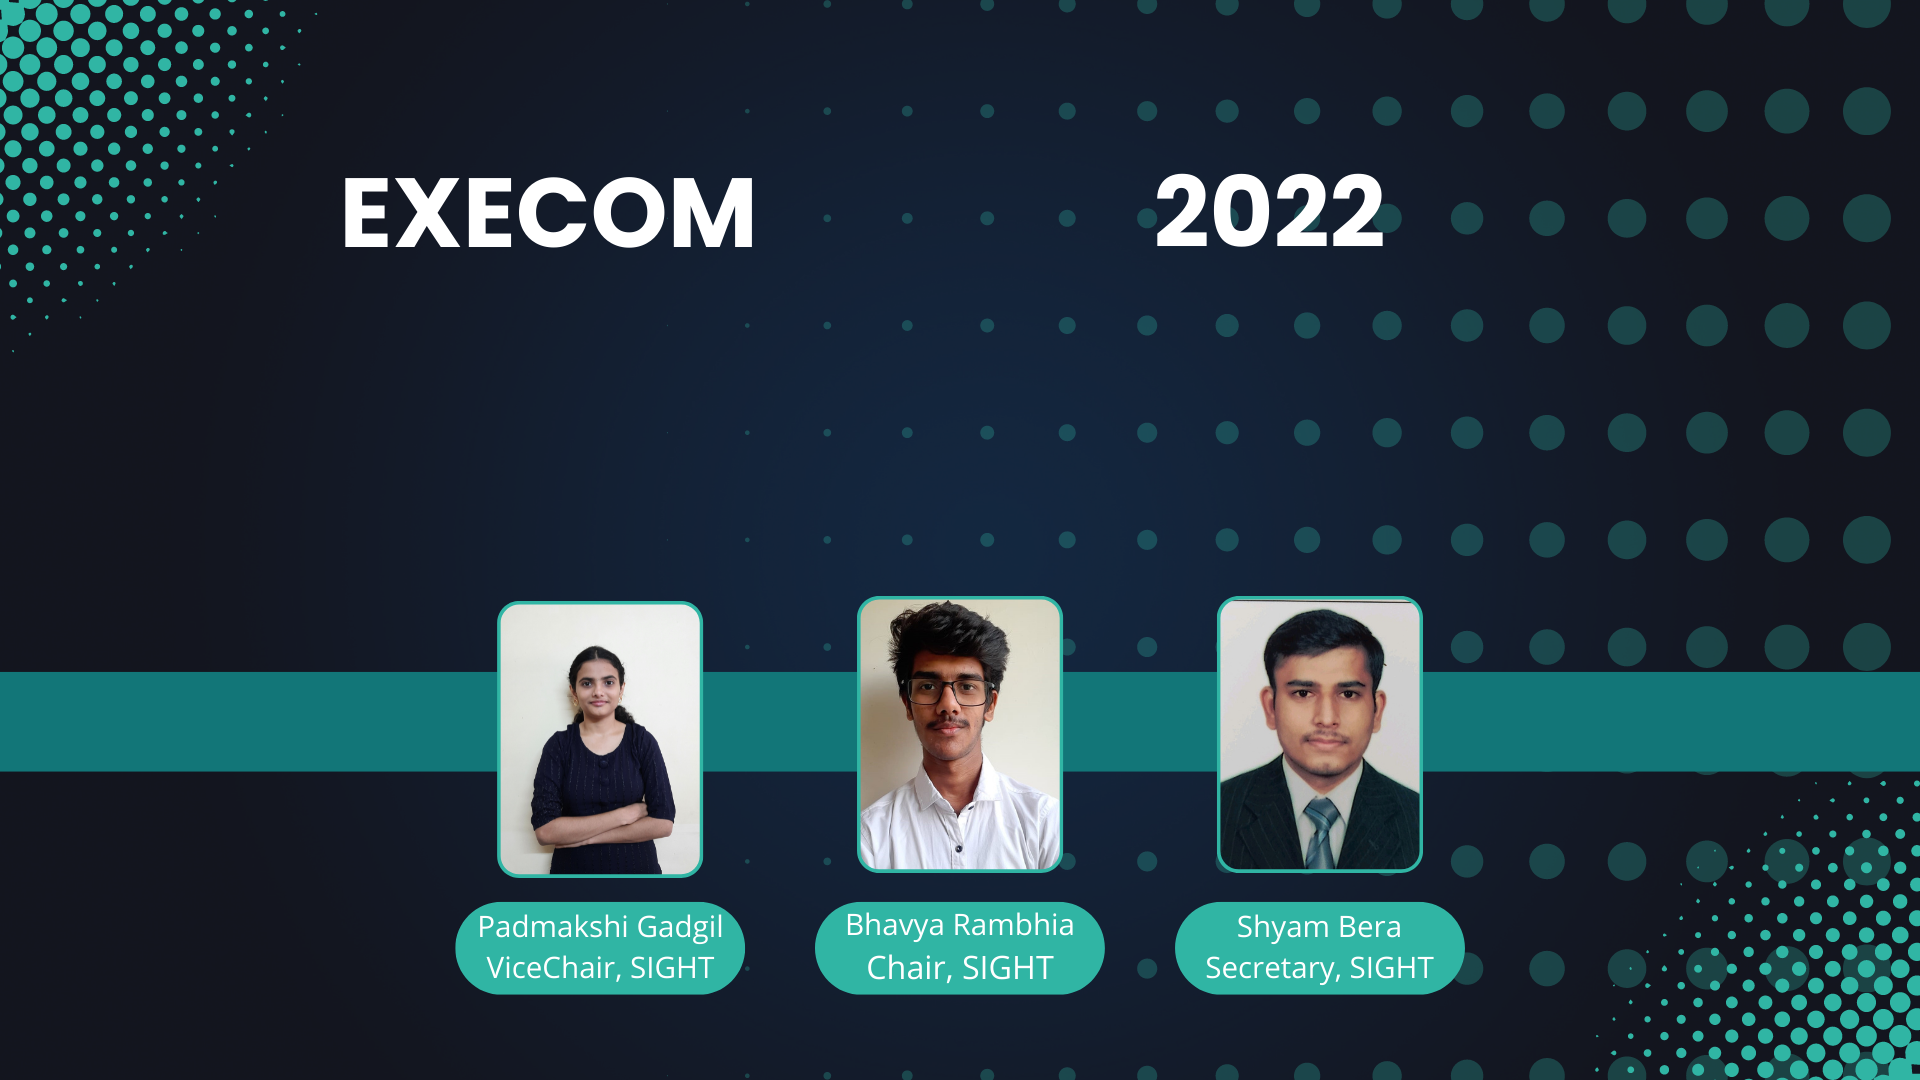 EXECOM 2022
Padmakshi Gadgil
ViceChair, SIGHT
Bhavya Rambhia
Chair, SIGHT
Shyam Bera
Secretary, SIGHT